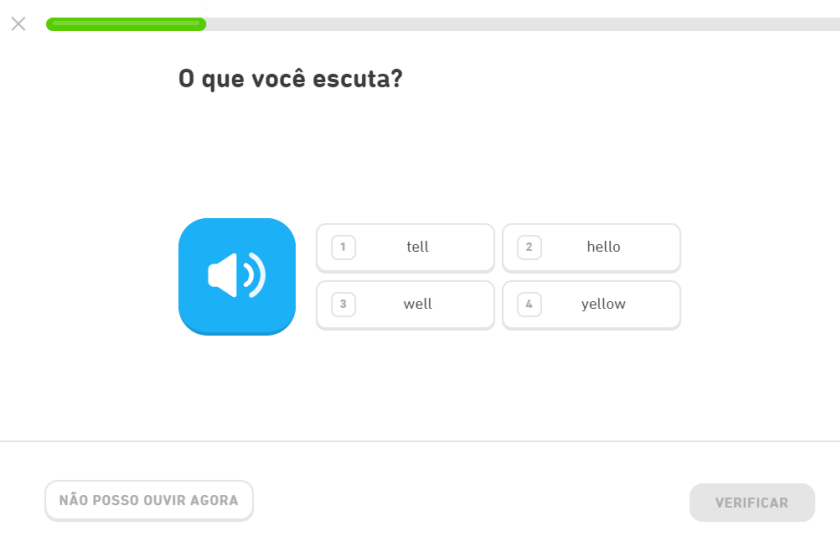 O que você escuta?
1 tell
2 hello
3 well
4 yellow
NÃO POSSO OUVIR AGORA
VERIFICAR